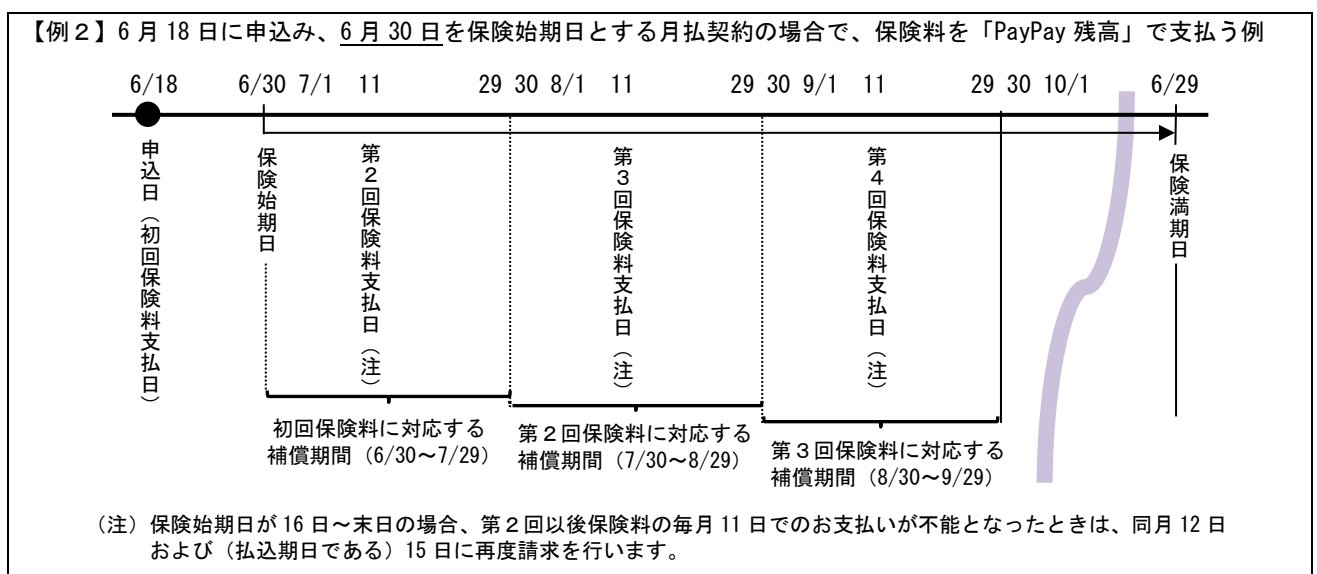 【例２】6 月 18 日に申込み、6 月 30 日を保険始期日とする月払契約の場合で、保険料を「PayPay 残高」で支払う例
6/18 6/30 7/1 11 29 30 8/1 11 29 30 9/1 11 29 30 10/1 6/29
申込日（初回保険料支払日）
保険始期日
第２回保険料支払日（注）
第３回保険料支払日（注）
第４回保険料支払日（注）
保険満期日
初回保険料に対応する
補償期間（6/30～7/29）
第２回保険料に対応する
補償期間（7/30～8/29）
第３回保険料に対応する
補償期間（8/30～9/29）
（注）保険始期日が 16 日～末日の場合、第２回以後保険料の毎月 11 日でのお支払いが不能となったときは、同月 12 日
および（払込期日である）15 日に再度請求を行います。